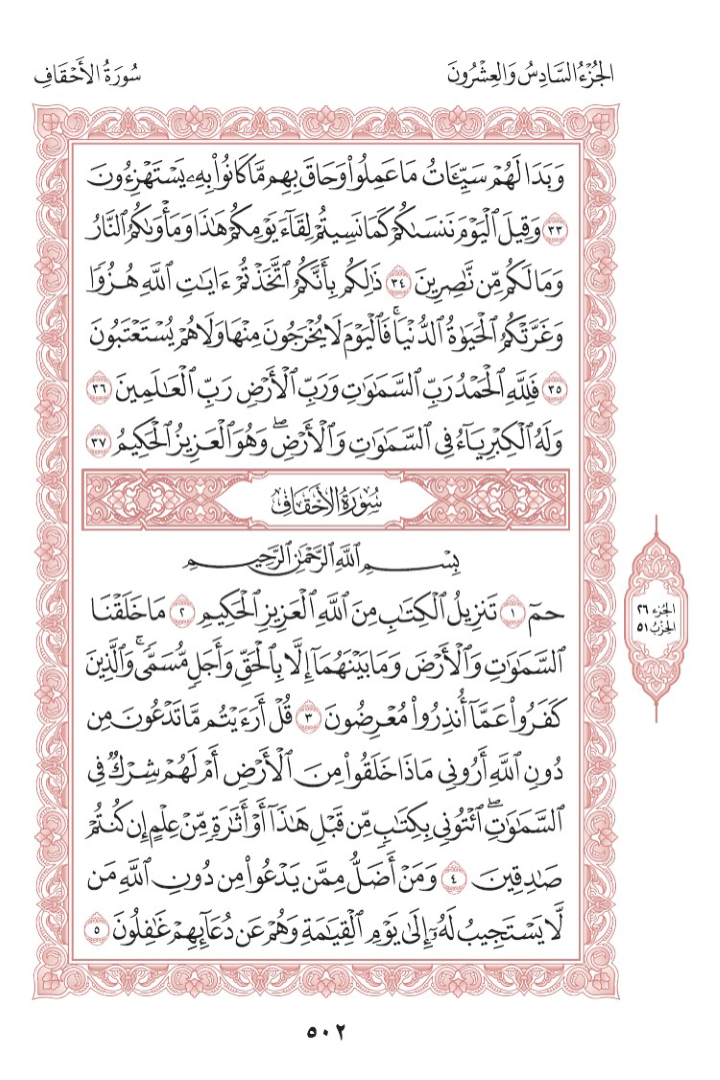 الجُزْءُ السَّادِسُ وَالعِشْرُونَ
سُورَةُ الأَحْقَافِ
وَبَدَا لَهُمْ سَيِّـَٔاتُ مَا عَمِلُوا۟ وَحَاقَ بِهِم مَّا كَانُوا۟ بِهِۦ يَسْتَهْزِءُونَ
٣٣ وَقِيلَ ٱلْيَوْمَ نَنسَىٰكُمْ كَمَا نَسِيتُمْ لِقَآءَ يَوْمِكُمْ هَٰذَا وَمَأْوَىٰكُمُ ٱلنَّارُ
وَمَا لَكُم مِّن نَّٰصِرِينَ ٣٤ ذَٰلِكُم بِأَنَّكُمُ ٱتَّخَذْتُمْ ءَايَٰتِ ٱللَّهِ هُزُوًا
وَغَرَّتْكُمُ ٱلْحَيَوٰةُ ٱلدُّنْيَا ۚ فَٱلْيَوْمَ لَا يُخْرَجُونَ مِنْهَا وَلَا هُمْ يُسْتَعْتَبُونَ
٣٥ فَلِلَّهِ ٱلْحَمْدُ رَبِّ ٱلسَّمَٰوَٰتِ وَرَبِّ ٱلْأَرْضِ رَبِّ ٱلْعَٰلَمِينَ ٣٦
وَلَهُ ٱلْكِبْرِيَآءُ فِى ٱلسَّمَٰوَٰتِ وَٱلْأَرْضِ ۖ وَهُوَ ٱلْعَزِيزُ ٱلْحَكِيمُ ٣٧
سُورَةُ الأَحْقَافِ
بِسْمِ ٱللَّهِ ٱلرَّحْمَٰنِ ٱلرَّحِيمِ
حمٓ ١ تَنزِيلُ ٱلْكِتَٰبِ مِنَ ٱللَّهِ ٱلْعَزِيزِ ٱلْحَكِيمِ ٢ مَا خَلَقْنَا
ٱلسَّمَٰوَٰتِ وَٱلْأَرْضَ وَمَا بَيْنَهُمَآ إِلَّا بِٱلْحَقِّ وَأَجَلٍ مُّسَمًّى ۚ وَٱلَّذِينَ
كَفَرُوا۟ عَمَّآ أُنذِرُوا۟ مُعْرِضُونَ ٣ قُلْ أَرَءَيْتُم مَّا تَدْعُونَ مِن
دُونِ ٱللَّهِ أَرُونِى مَاذَا خَلَقُوا۟ مِنَ ٱلْأَرْضِ أَمْ لَهُمْ شِرْكٌ فِى
ٱلسَّمَٰوَٰتِ ۖ ٱئْتُونِى بِكِتَٰبٍ مِّن قَبْلِ هَٰذَآ أَوْ أَثَٰرَةٍ مِّنْ عِلْمٍ إِن كُنتُمْ
صَٰدِقِينَ ٤ وَمَنْ أَضَلُّ مِمَّن يَدْعُوا۟ مِن دُونِ ٱللَّهِ مَن
لَّا يَسْتَجِيبُ لَهُۥٓ إِلَىٰ يَوْمِ ٱلْقِيَٰمَةِ وَهُمْ عَن دُعَآئِهِمْ غَٰفِلُونَ ٥
الجُزْء ٢٦
الحِزْبُ ٥١
٥٠٢